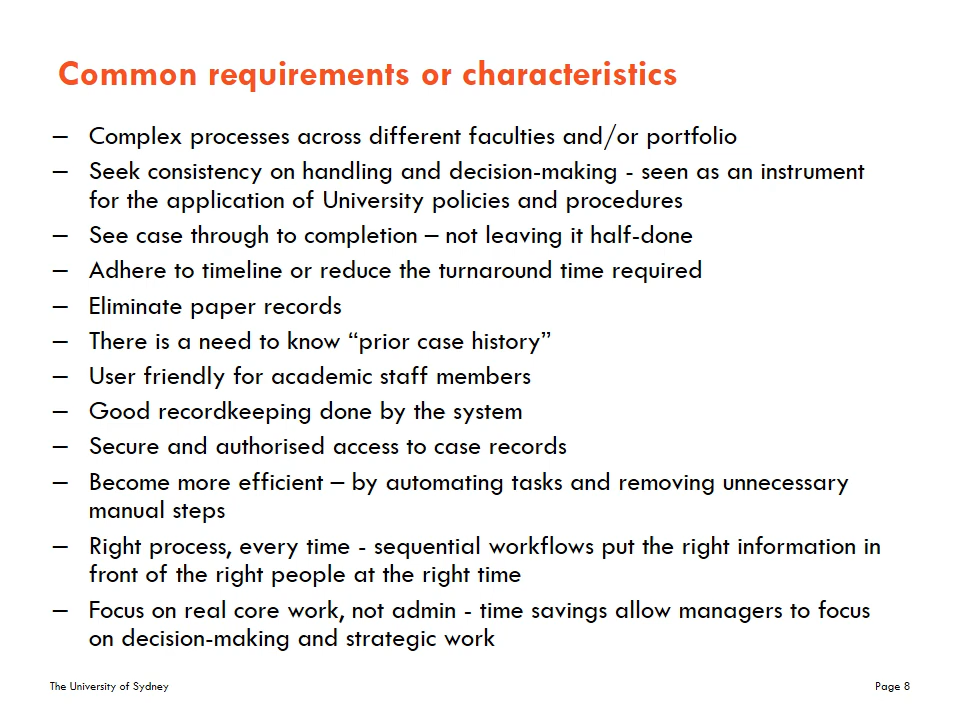 Common requirements or characteristics
– Complex processes across different faculties and/or portfolio
– Seek consistency on handling and decision-making - seen as an instrument
for the application of University policies and procedures
– See case through to completion – not leaving it half-done
– Adhere to timeline or reduce the turnaround time required
– Eliminate paper records
– There is a need to know “prior case history”
– User friendly for academic staff members
– Good recordkeeping done by the system
– Secure and authorised access to case records
– Become more efficient – by automating tasks and removing unnecessary
manual steps
– Right process, every time - sequential workflows put the right information in
front of the right people at the right time
– Focus on real core work, not admin - time savings allow managers to focus
on decision-making and strategic work
The University of Sydney
Page 8